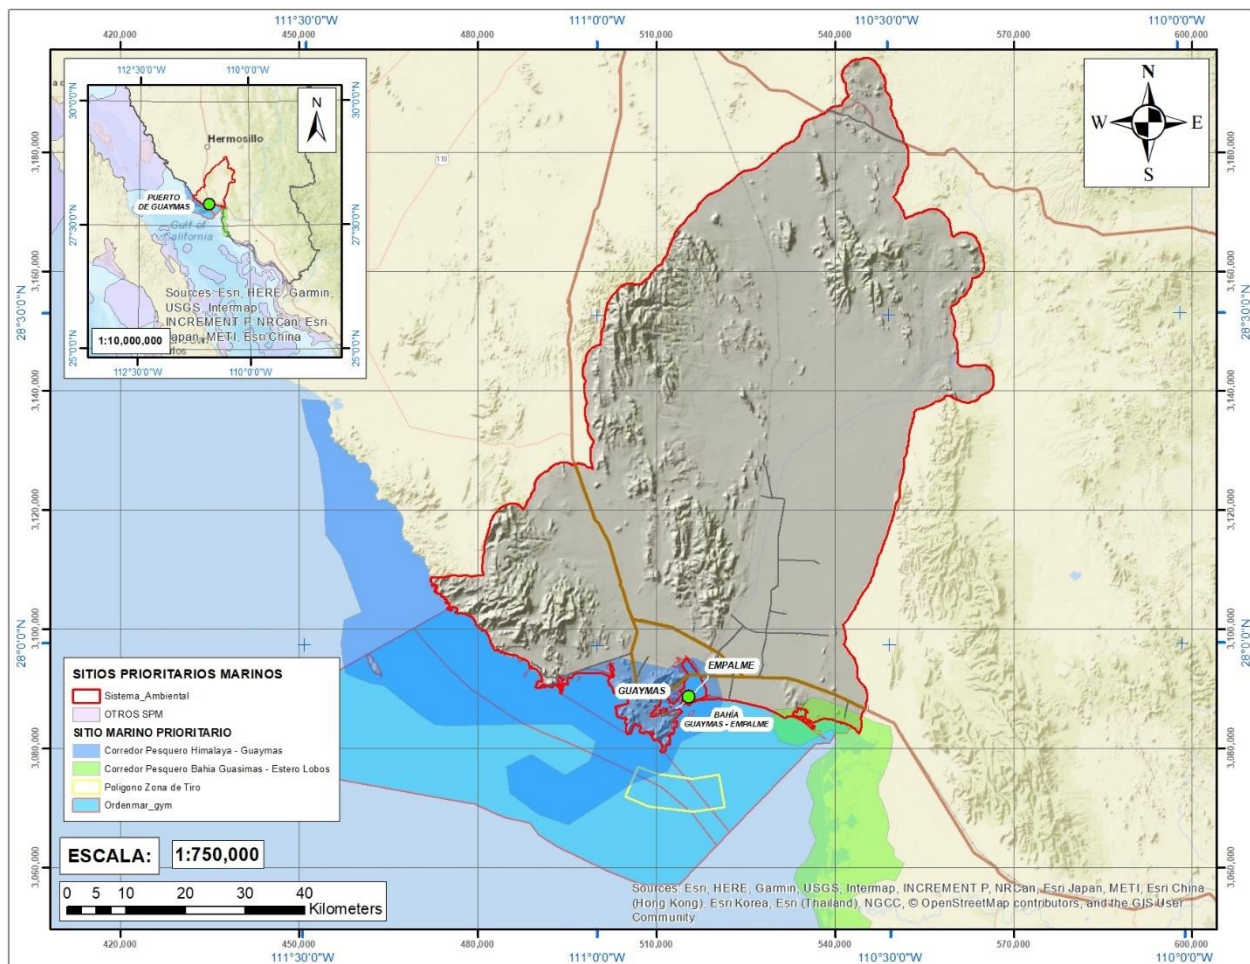 111°30'0"W
111°0'0"W
110°30'0"W
110°0'0"W
420,000
450,000
480,000
510,000
540,000
570,000
600,000
112°30'0"W
110°0'0"W
30°0'0"N
27°30'0"N
25°0'0"N
N
Hermosillo
PUERTO
DE GUAYMAS
Gulf of
California
Sources: Esri, HERE, Garmin,
USGS, Intermap,
INCREMENT P, NRCan, Esri
Japan, METI, Esri China
1:10,000,000
112°30'0"W
110°0'0"W
30°0'0"N
27°30'0"N
25°0'0"N
110
N
W
E
S
3,180,000
3,160,000
28°30'0"N
3,140,000
3,120,000
3,100,000
28°0'0"N
3,080,000
3,060,000
3,180,000
3,160,000
28°30'0"N
3,140,000
3,120,000
3,100,000
28°0'0"N
3,080,000
3,060,000
EMPALME
GUAYMAS
BAHÍA
GUAYMAS - EMPALME
SITIOS PRIORITARIOS MARINOS
Sistema_Ambiental
OTROS SPM
SITIO MARINO PRIORITARIO
Corredor Pesquero Himalaya - Guaymas
Corredor Pesquero Bahia Guasimas - Estero Lobos
Poligono Zona de Tiro
Ordenmar_gym
ESCALA:
1:750,000
0 5 10 20 30 40
Kilometers
Sources: Esri, HERE, Garmin, USGS, Intermap, INCREMENT P, NRCan, Esri Japan, METI, Esri China
(Hong Kong), Esri Korea, Esri (Thailand), NGCC, © OpenStreetMap contributors, and the GIS User
Community
420,000
450,000
480,000
510,000
540,000
570,000
600,000
111°30'0"W
111°0'0"W
110°30'0"W
110°0'0"W